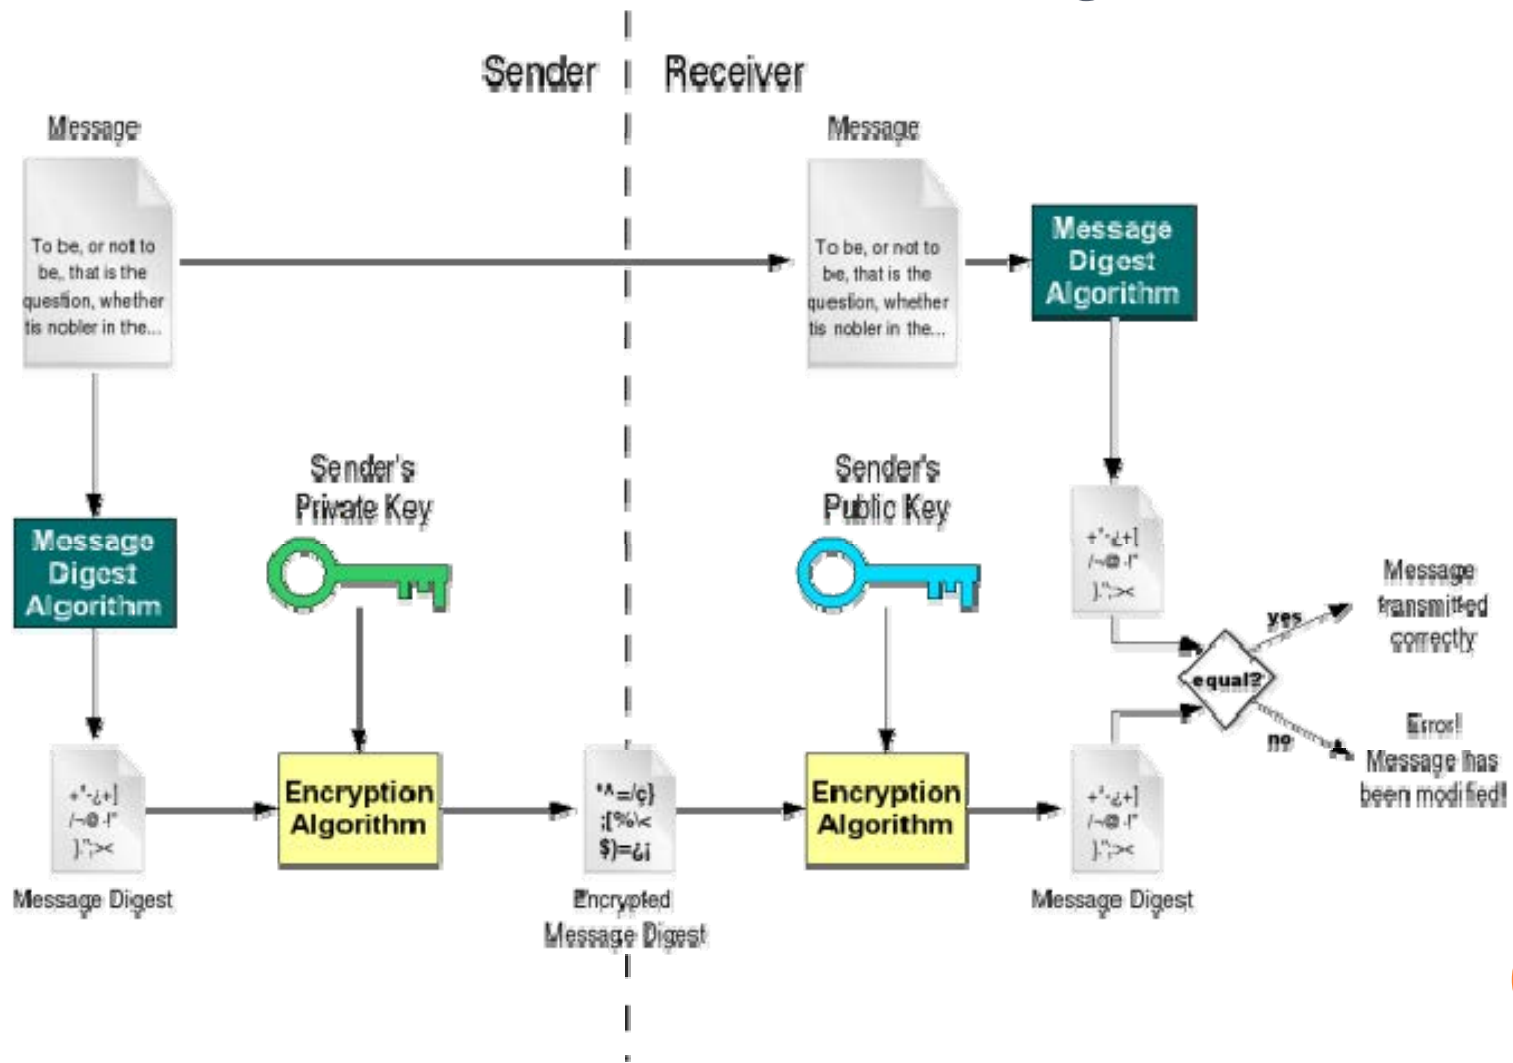 Sender
Receiver
Message
To be, or not to
be, that is the
question, whether
tis nobler in the...
Message
To be, or not to
be, that is the
question, whether
tis nobler in the...
Message
Digest
Algorithm
Sender's
Private Key
Sender's
Public Key
Message
Digest
Algorithm
+*-¿+[
/¬@-!"
}.";><
Message
transmitted
correctly
yes
equal?
no
Error!
Message has
been modified!
+*-¿+]
/¬@-!"
}.";><
Message Digest
Encryption
Algorithm
*^=/ç}
;[%\<
$)=¿¡
Encrypted
Message Digest
Encryption
Algorithm
+*-¿+]
/¬@-!"
}.";><
Message Digest